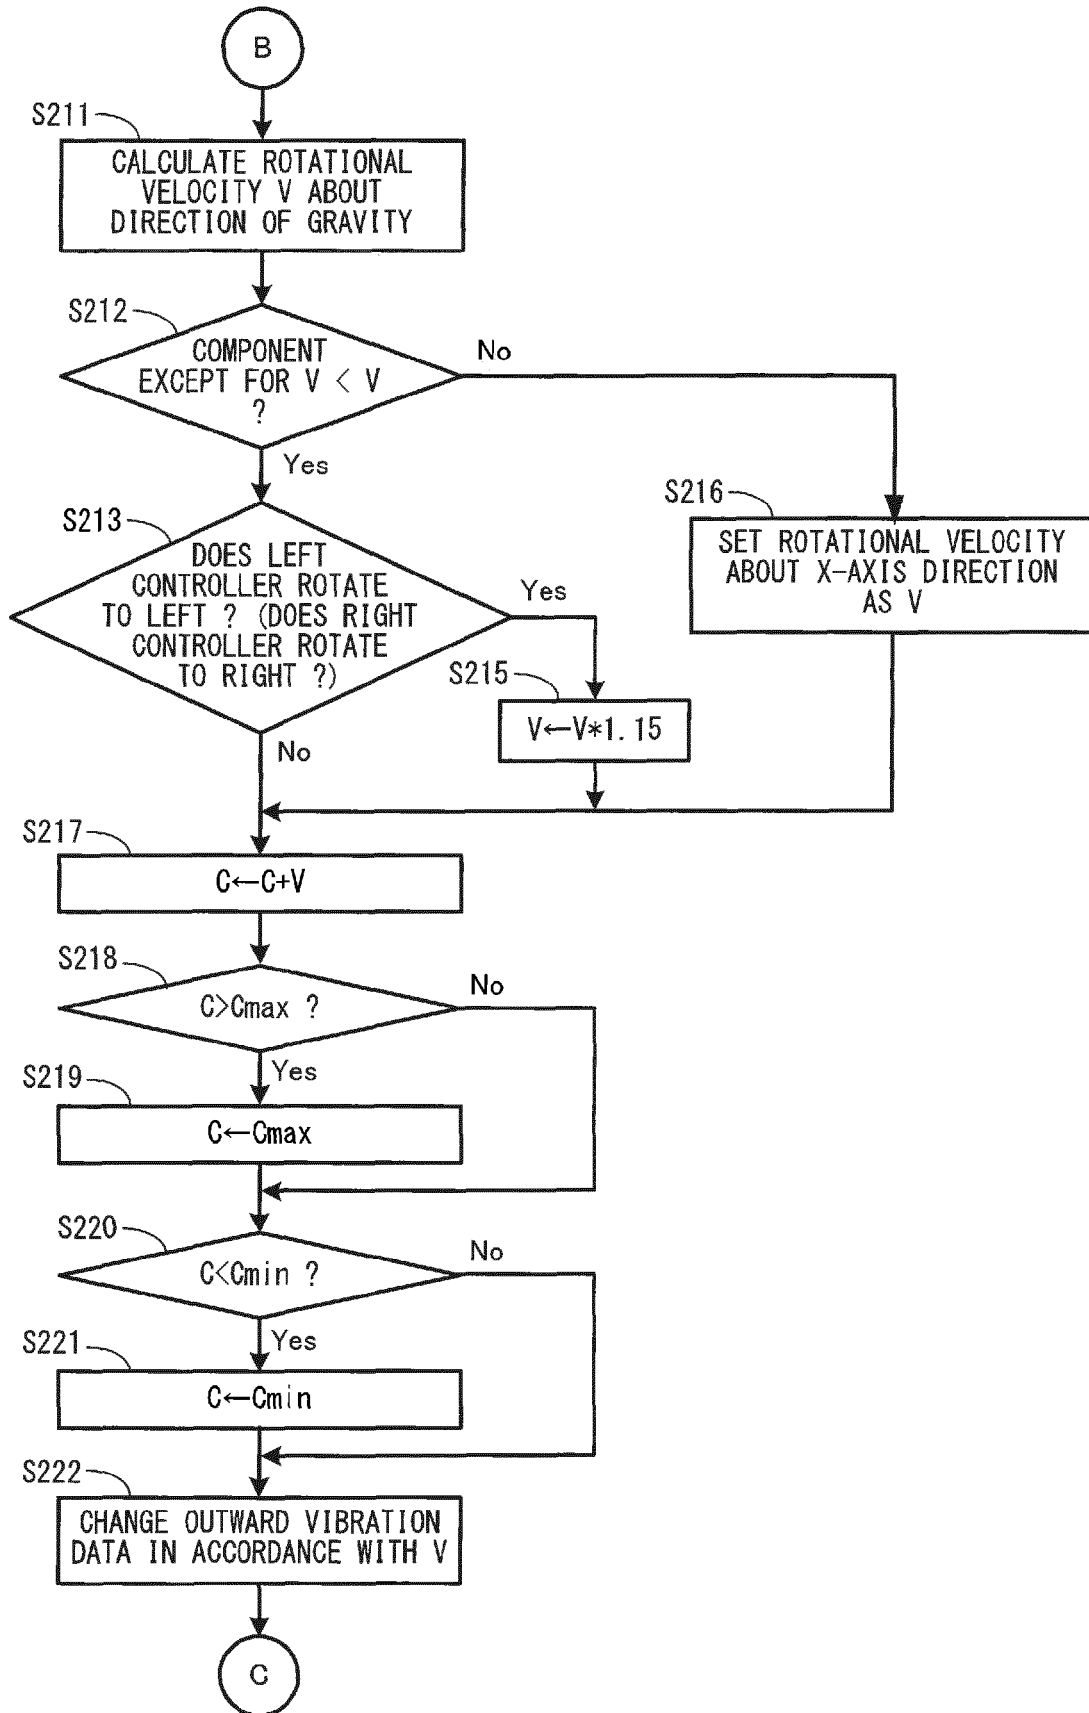 B
S211
CALCULATE ROTATIONAL
VELOCITY V ABOUT
DIRECTION OF GRAVITY
S212
COMPONENT
EXCEPT FOR V < V
?
No
Yes
S213
DOES LEFT
CONTROLLER ROTATE
TO LEFT ? (DOES RIGHT
CONTROLLER ROTATE
TO RIGHT ?)
Yes
No
S216
SET ROTATIONAL VELOCITY
ABOUT X-AXIS DIRECTION
AS V
S215
V←V*1.15
S217
C←C+V
S218
C>Cmax ?
No
Yes
S219
C←Cmax
S220
C<Cmin ?
No
Yes
S221
C←Cmin
S222
CHANGE OUTWARD VIBRATION
DATA IN ACCORDANCE WITH V
C